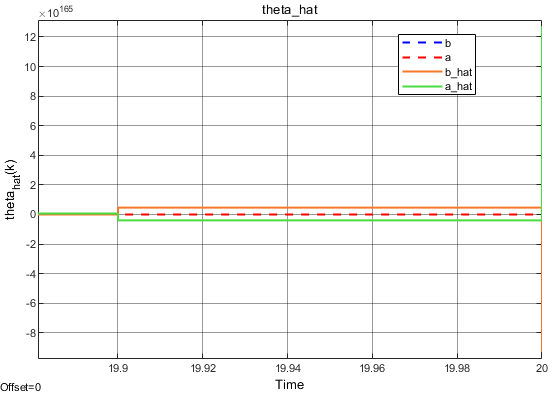 theta_hat
×10^165
12
10
8
6
4
2
0
-2
-4
-6
-8
theta_hat(k)
b
a
b_hat
a_hat
19.9
19.92
19.94
19.96
19.98
20
Time
Offset=0